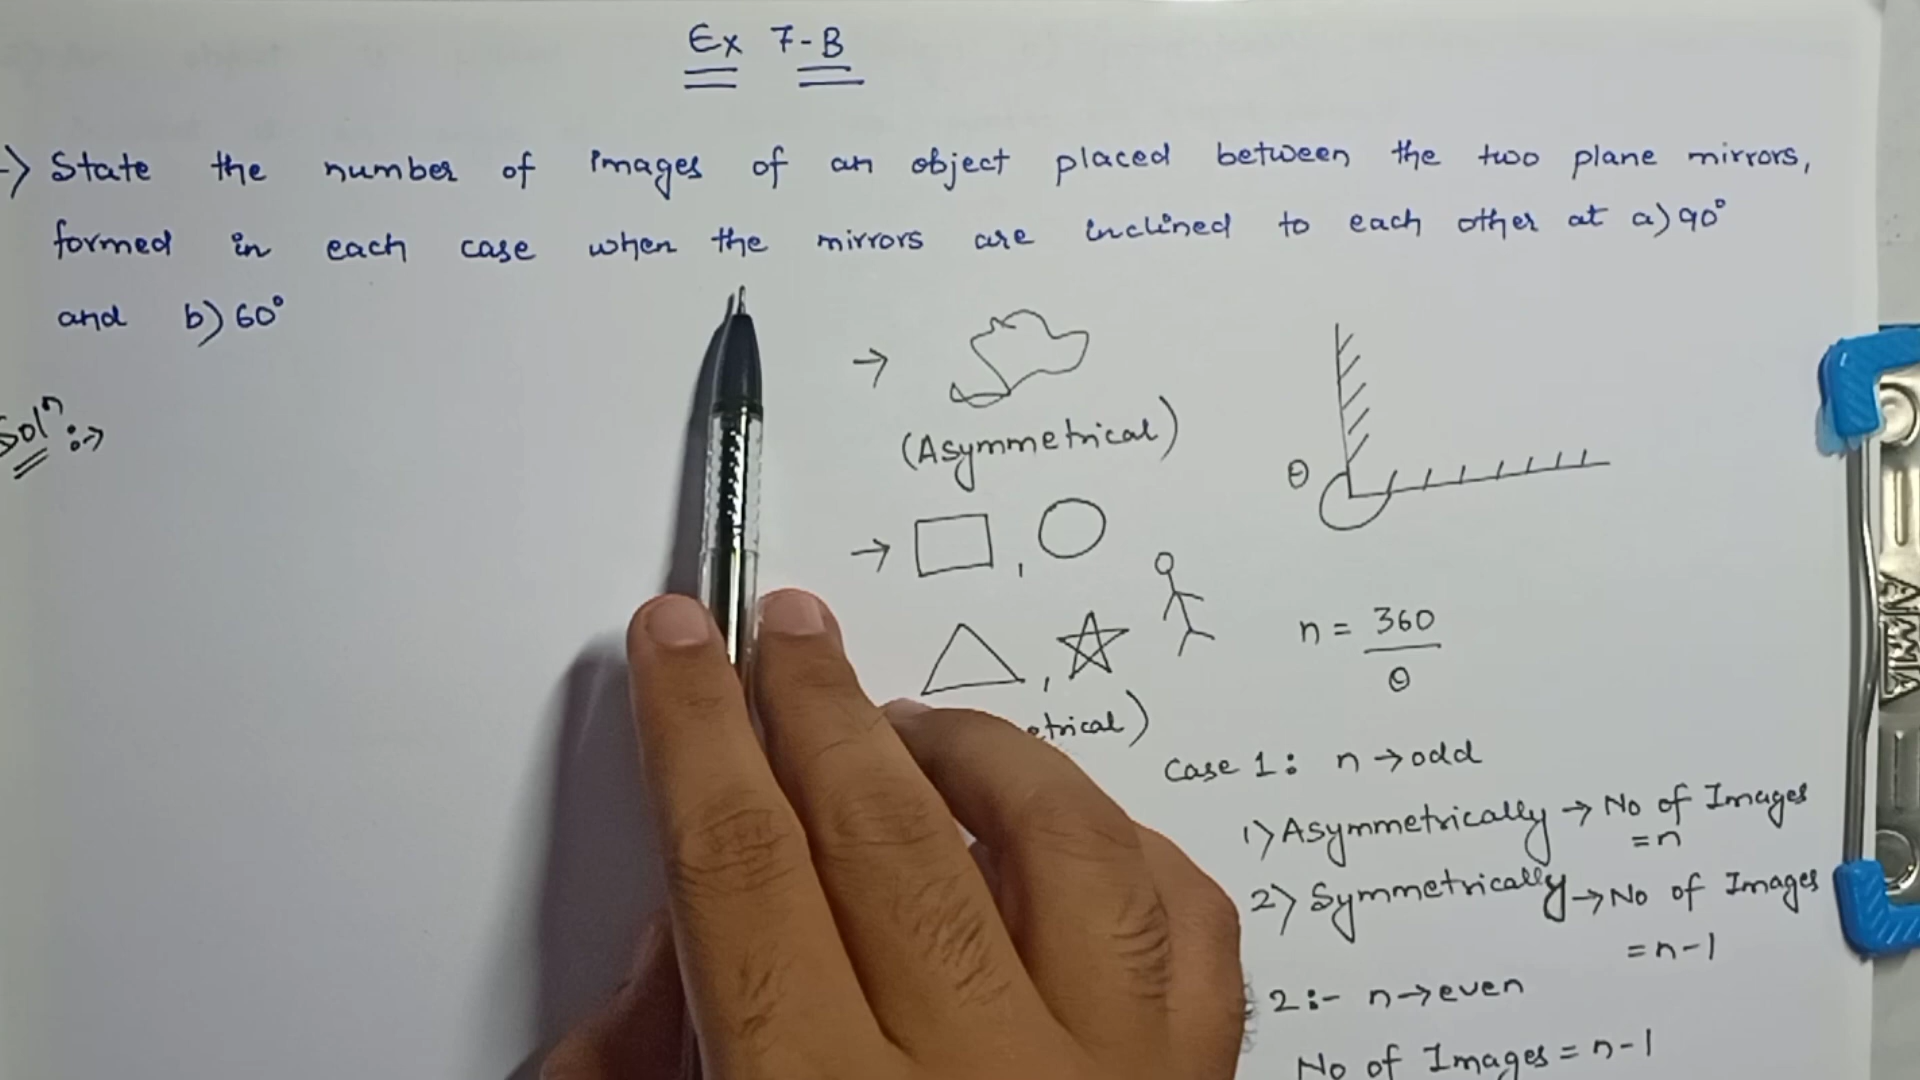 Ex 7-B
State the number of images of an object placed between the two plane mirrors,
formed in each case when the mirrors are inclined to each other at a) 90°
and b) 60°
Solⁿ :→
→
(Asymmetrical)
→ ,
,
etrical)
θ
n = 360
θ
Case 1: n → odd
1) Asymmetrically → No of Images
= n
2) Symmetrically → No of Images
= n-1
2:- n → even
No of Images = n-1
AJMA